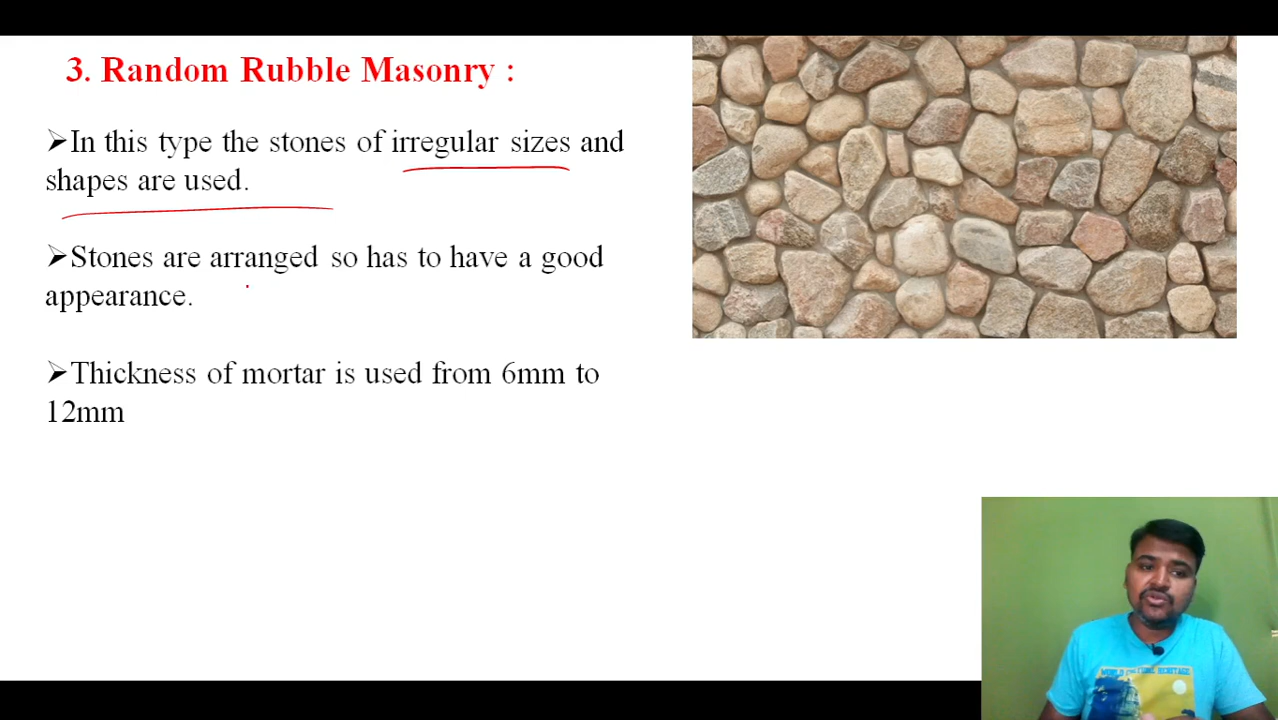 3. Random Rubble Masonry :
➢In this type the stones of irregular sizes and
shapes are used.
➢Stones are arranged so has to have a good
appearance.
➢Thickness of mortar is used from 6mm to
12mm